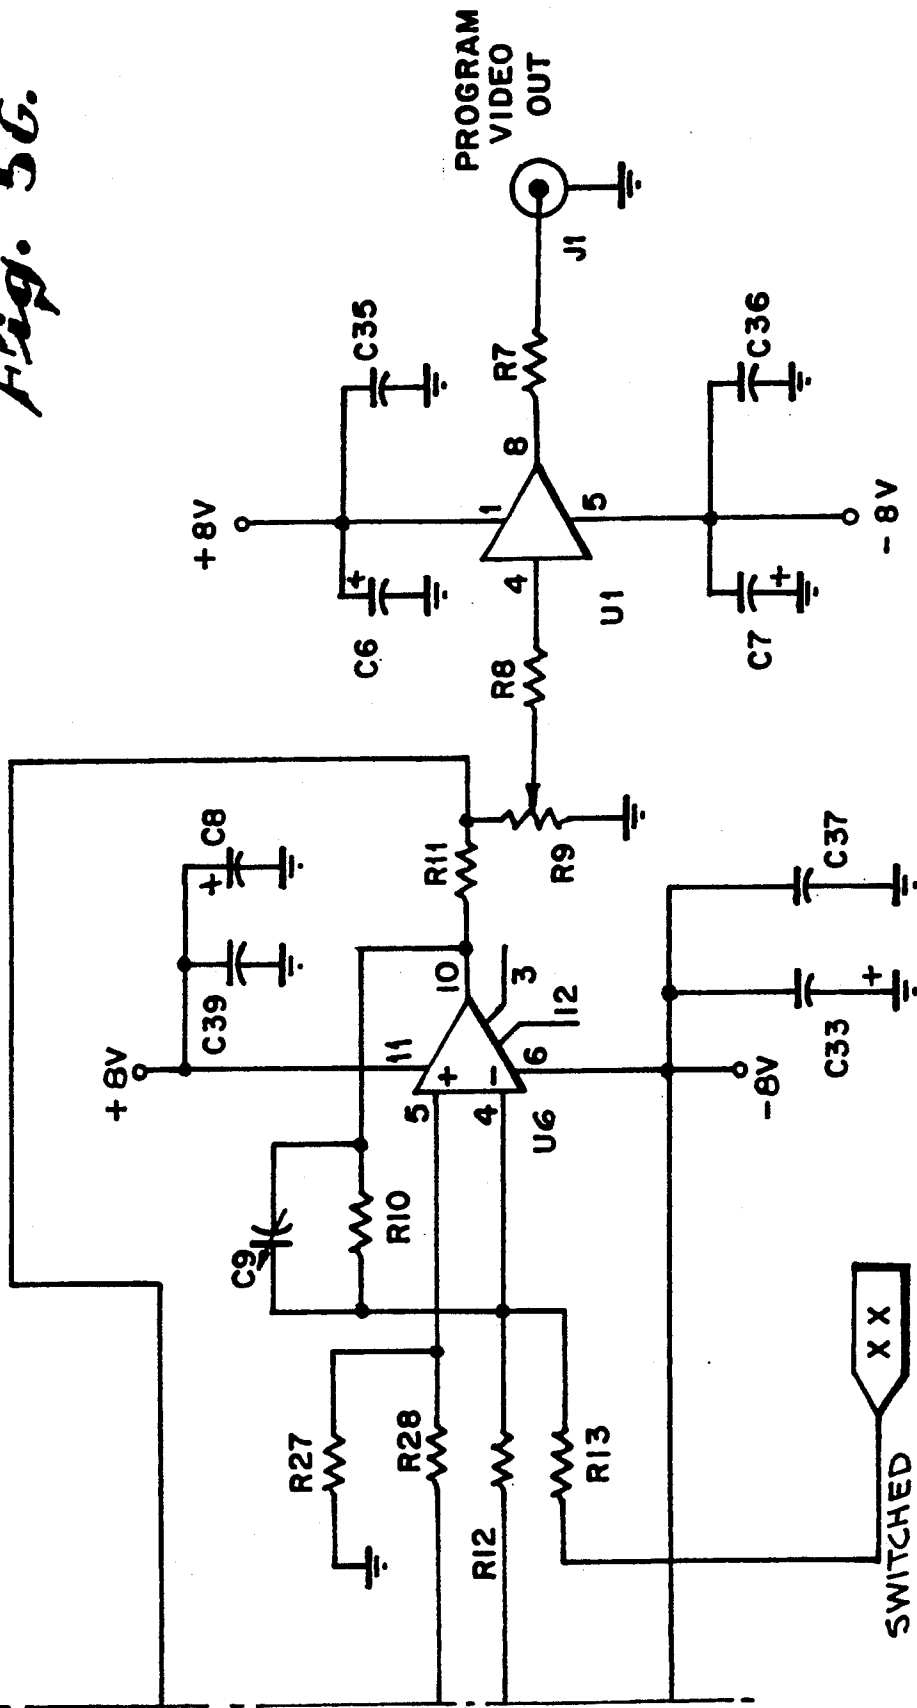 Fig. 5G.
PROGRAM
VIDEO
OUT
J1
+8V
C6
C35
1
R8
4
8
R7
U1
5
C7
C36
-8V
+8V
C39
+
C8
+
C9
R10
11
10
R11
R9
5
+
4
-
U6
6
12
3
R27
R28
R12
R13
-8V
C33
+
C37
+
XX
SWITCHED